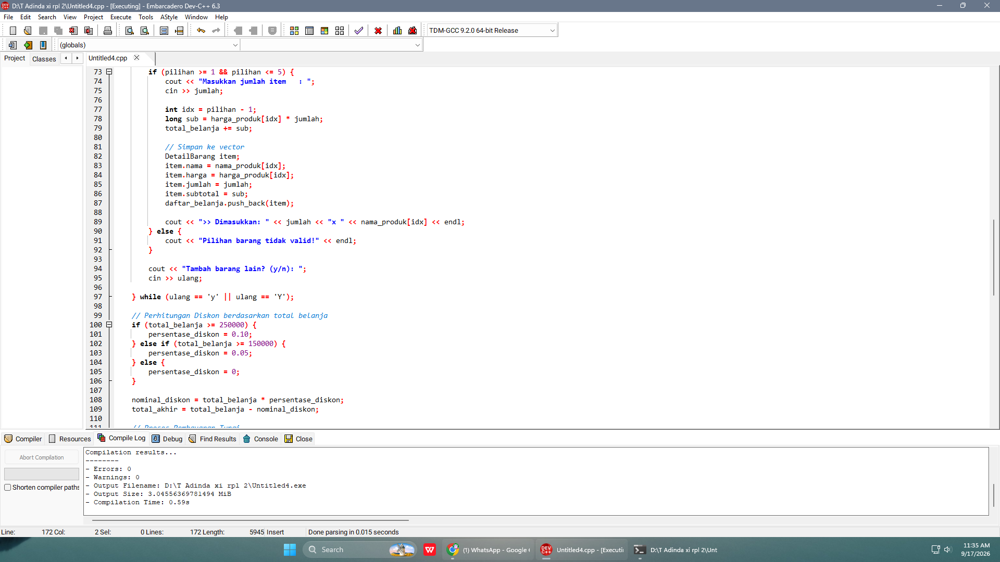 D:\T Adinda xi rpl 2\Untitled4.cpp - [Executing] - Embarcadero Dev-C++ 6.3
File Edit Search View Project Execute Tools AStyle Window Help
TDM-GCC 9.2.0 64-bit Release
(globals)
Project Classes Untitled4.cpp
73 if (pilihan >= 1 && pilihan <= 5) {
74 cout << "Masukkan jumlah item   : ";
75 cin >> jumlah;
76
77 int idx = pilihan - 1;
78 long sub = harga_produk[idx] * jumlah;
79 total_belanja += sub;
80
81 // Simpan ke vector
82 DetailBarang item;
83 item.nama = nama_produk[idx];
84 item.harga = harga_produk[idx];
85 item.jumlah = jumlah;
86 item.subtotal = sub;
87 daftar_belanja.push_back(item);
88
89 cout << ">> Dimasukkan: " << jumlah << "x " << nama_produk[idx] << endl;
90 } else {
91 cout << "Pilihan barang tidak valid!" << endl;
92 }
93
94 cout << "Tambah barang lain? (y/n): ";
95 cin >> ulang;
96
97 } while (ulang == 'y' || ulang == 'Y');
98
99 // Perhitungan Diskon berdasarkan total belanja
100 if (total_belanja >= 250000) {
101 persentase_diskon = 0.10;
102 } else if (total_belanja >= 150000) {
103 persentase_diskon = 0.05;
104 } else {
105 persentase_diskon = 0;
106 }
107
108 nominal_diskon = total_belanja * persentase_diskon;
109 total_akhir = total_belanja - nominal_diskon;
110
111 // Proses Pembayaran Tunai
Compiler Resources Compile Log Debug Find Results Console Close
Abort Compilation
Shorten compiler paths
Compilation results...
--------
- Errors: 0
- Warnings: 0
- Output Filename: D:\T Adinda xi rpl 2\Untitled4.exe
- Output Size: 3.04556369781494 MiB
- Compilation Time: 0.59s
Line: 172 Col: 2 Sel: 0 Lines: 172 Length: 5945 Insert Done parsing in 0.015 seconds
Search
(1) WhatsApp - Google
DEV C++
Untitled4.cpp - [Executi
D:\T Adinda xi rpl 2\Unt
11:35 AM
9/17/2026